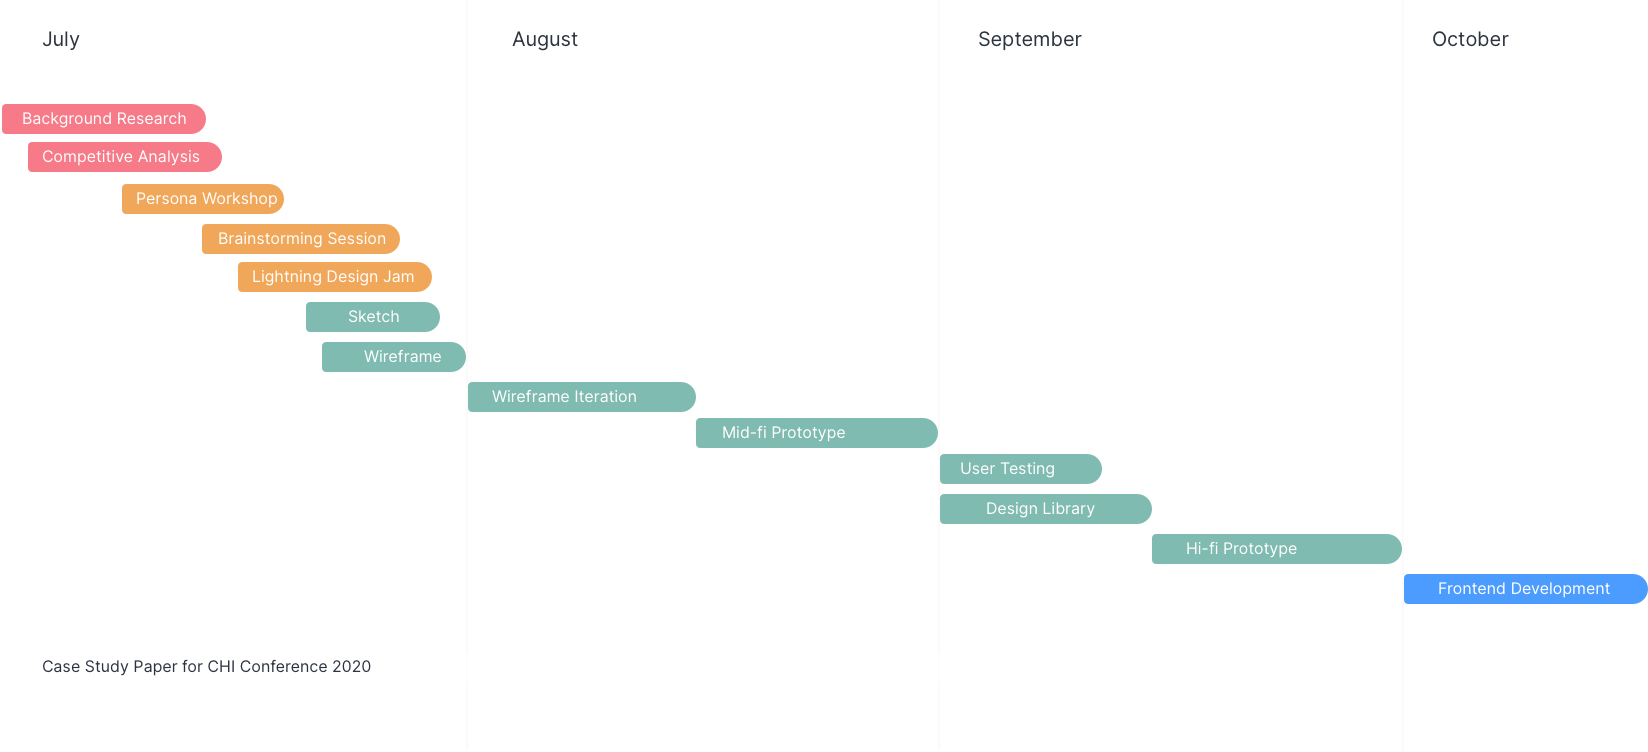 July
August
September
October
Background Research
Competitive Analysis
Persona Workshop
Brainstorming Session
Lightning Design Jam
Sketch
Wireframe
Wireframe Iteration
Mid-fi Prototype
User Testing
Design Library
Hi-fi Prototype
Frontend Development
Case Study Paper for CHI Conference 2020